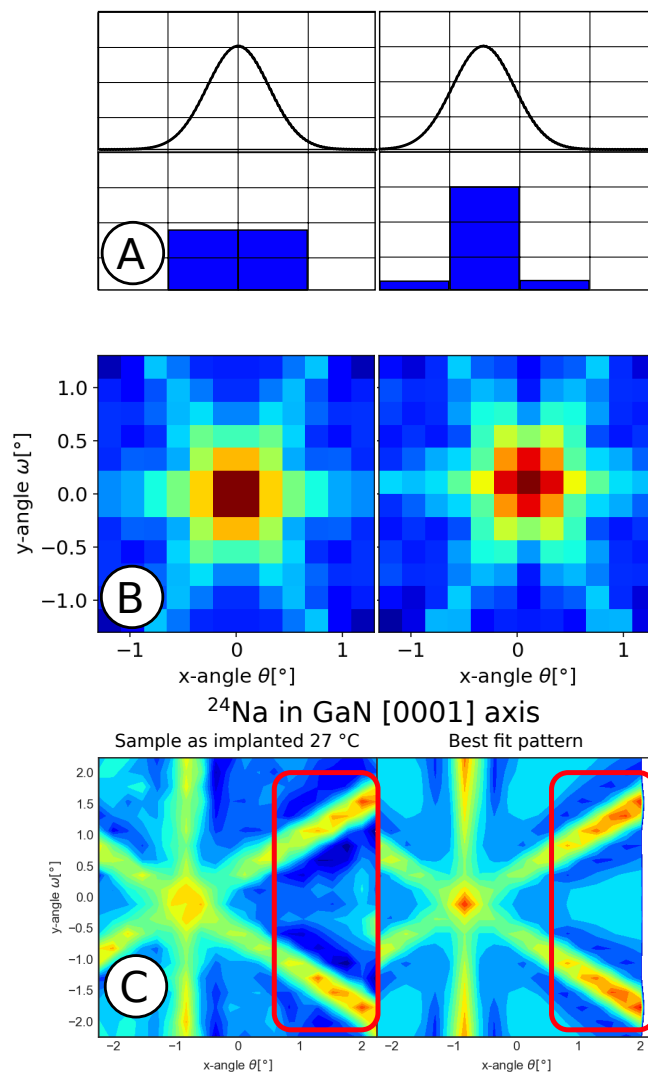 A
1.0
0.5
0.0
−0.5
−1.0
y-angle ω[°]
B
−1 0 1
−1 0 1
x-angle θ[°]
x-angle θ[°]
²⁴Na in GaN [0001] axis
Sample as implanted 27 °C
Best fit pattern
2.0
1.5
1.0
0.5
0.0
−0.5
−1.0
−1.5
−2.0
y-angle ω[°]
C
−2 −1 0 1 2
−2 −1 0 1 2
x-angle θ[°]
x-angle θ[°]